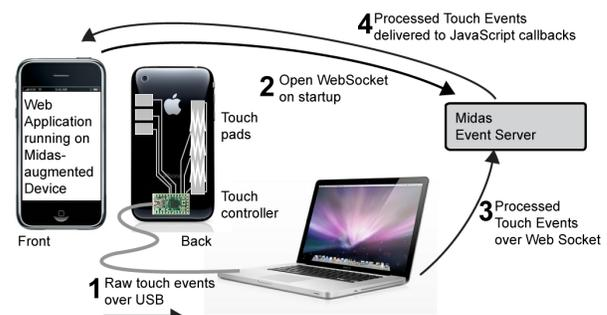 4 Processed Touch Events
delivered to JavaScript callbacks
2 Open WebSocket
on startup
Web
Application
running on
Midas-
augmented
Device
Touch
pads
Midas
Event Server
Touch
controller
3 Processed
Touch Events
over Web Socket
Front
Back
1 Raw touch events
over USB